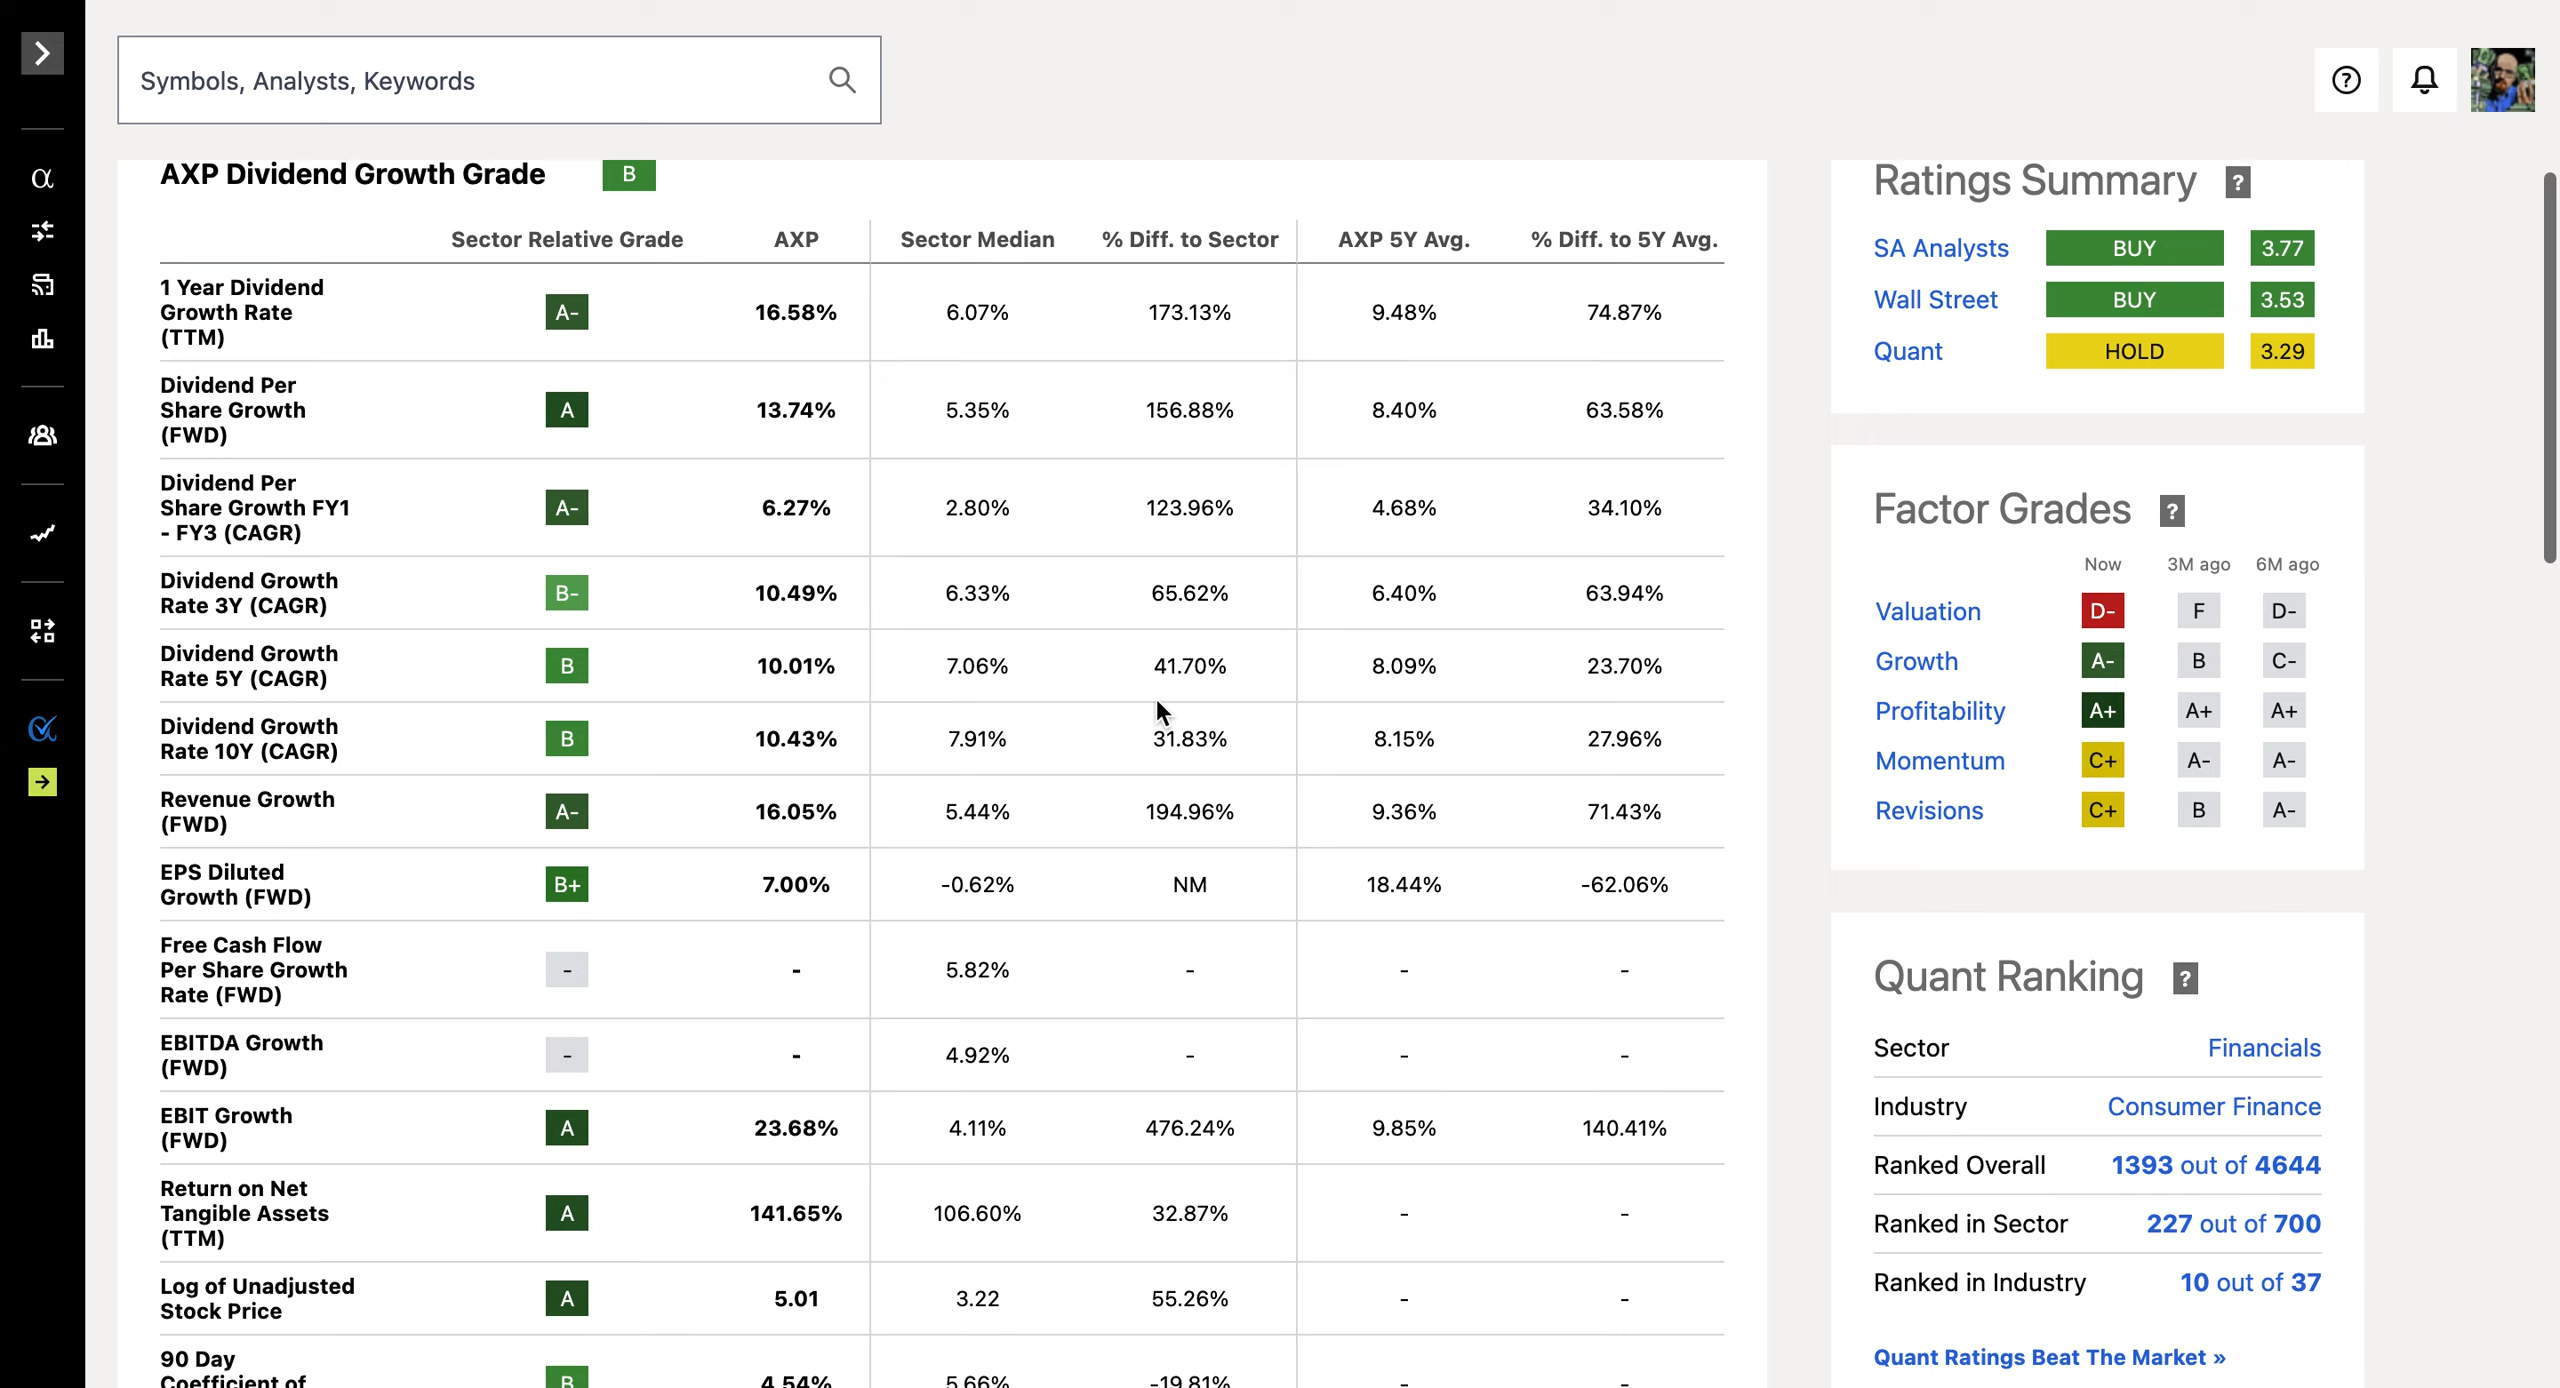 Symbols, Analysts, Keywords
AXP Dividend Growth Grade B
Sector Relative Grade AXP Sector Median % Diff. to Sector AXP 5Y Avg. % Diff. to 5Y Avg.
1 Year Dividend
Growth Rate
(TTM)
A- 16.58% 6.07% 173.13% 9.48% 74.87%
Dividend Per
Share Growth
(FWD)
A 13.74% 5.35% 156.88% 8.40% 63.58%
Dividend Per
Share Growth FY1
- FY3 (CAGR)
A- 6.27% 2.80% 123.96% 4.68% 34.10%
Dividend Growth
Rate 3Y (CAGR)
B- 10.49% 6.33% 65.62% 6.40% 63.94%
Dividend Growth
Rate 5Y (CAGR)
B 10.01% 7.06% 41.70% 8.09% 23.70%
Dividend Growth
Rate 10Y (CAGR)
B 10.43% 7.91% 31.83% 8.15% 27.96%
Revenue Growth
(FWD)
A- 16.05% 5.44% 194.96% 9.36% 71.43%
EPS Diluted
Growth (FWD)
B+ 7.00% -0.62% NM 18.44% -62.06%
Free Cash Flow
Per Share Growth
Rate (FWD)
- - 5.82% - - -
EBITDA Growth
(FWD)
- - 4.92% - - -
EBIT Growth
(FWD)
A 23.68% 4.11% 476.24% 9.85% 140.41%
Return on Net
Tangible Assets
(TTM)
A 141.65% 106.60% 32.87% - -
Log of Unadjusted
Stock Price
A 5.01 3.22 55.26% - -
90 Day
Coefficient of
B 4.54% 5.66% -19.81% - -
Ratings Summary ?
SA Analysts BUY 3.77
Wall Street BUY 3.53
Quant HOLD 3.29
Factor Grades ?
Now 3M ago 6M ago
Valuation D- F D-
Growth A- B C-
Profitability A+ A+ A+
Momentum C+ A- A-
Revisions C+ B A-
Quant Ranking ?
Sector Financials
Industry Consumer Finance
Ranked Overall 1393 out of 4644
Ranked in Sector 227 out of 700
Ranked in Industry 10 out of 37
Quant Ratings Beat The Market »